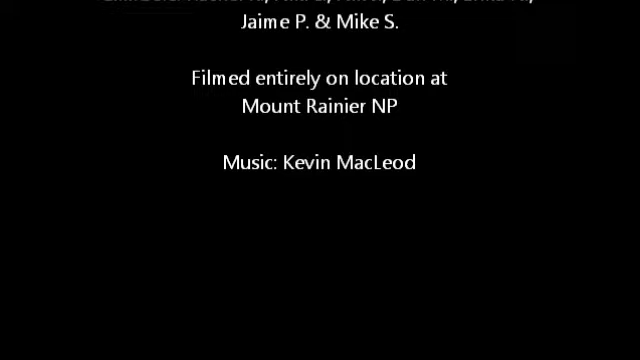 Jaime P. & Mike S.
Filmed entirely on location at
Mount Rainier NP
Music: Kevin MacLeod